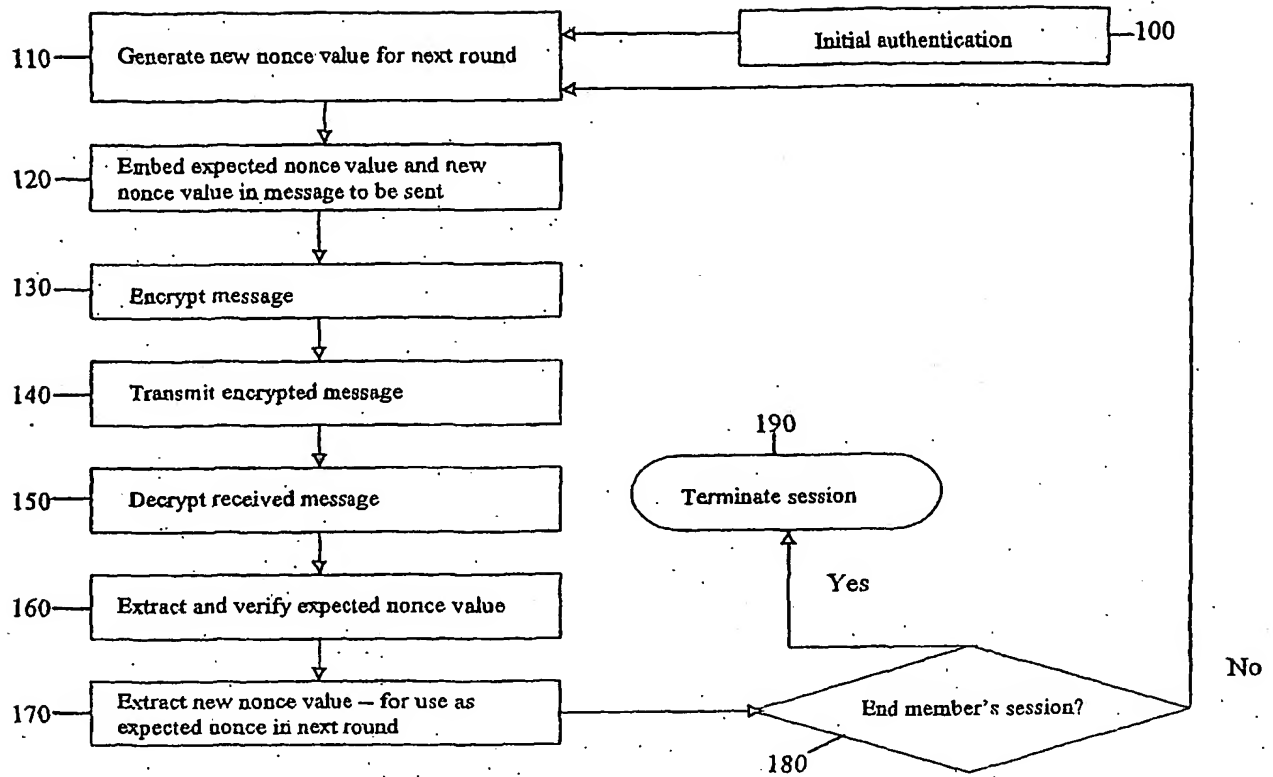 110
Generate new nonce value for next round
Initial authentication
100
120
Embed expected nonce value and new
nonce value in message to be sent
130
Encrypt message
140
Transmit encrypted message
150
Decrypt received message
190
Terminate session
Yes
160
Extract and verify expected nonce value
170
Extract new nonce value – for use as
expected nonce in next round
End member's session?
No
180